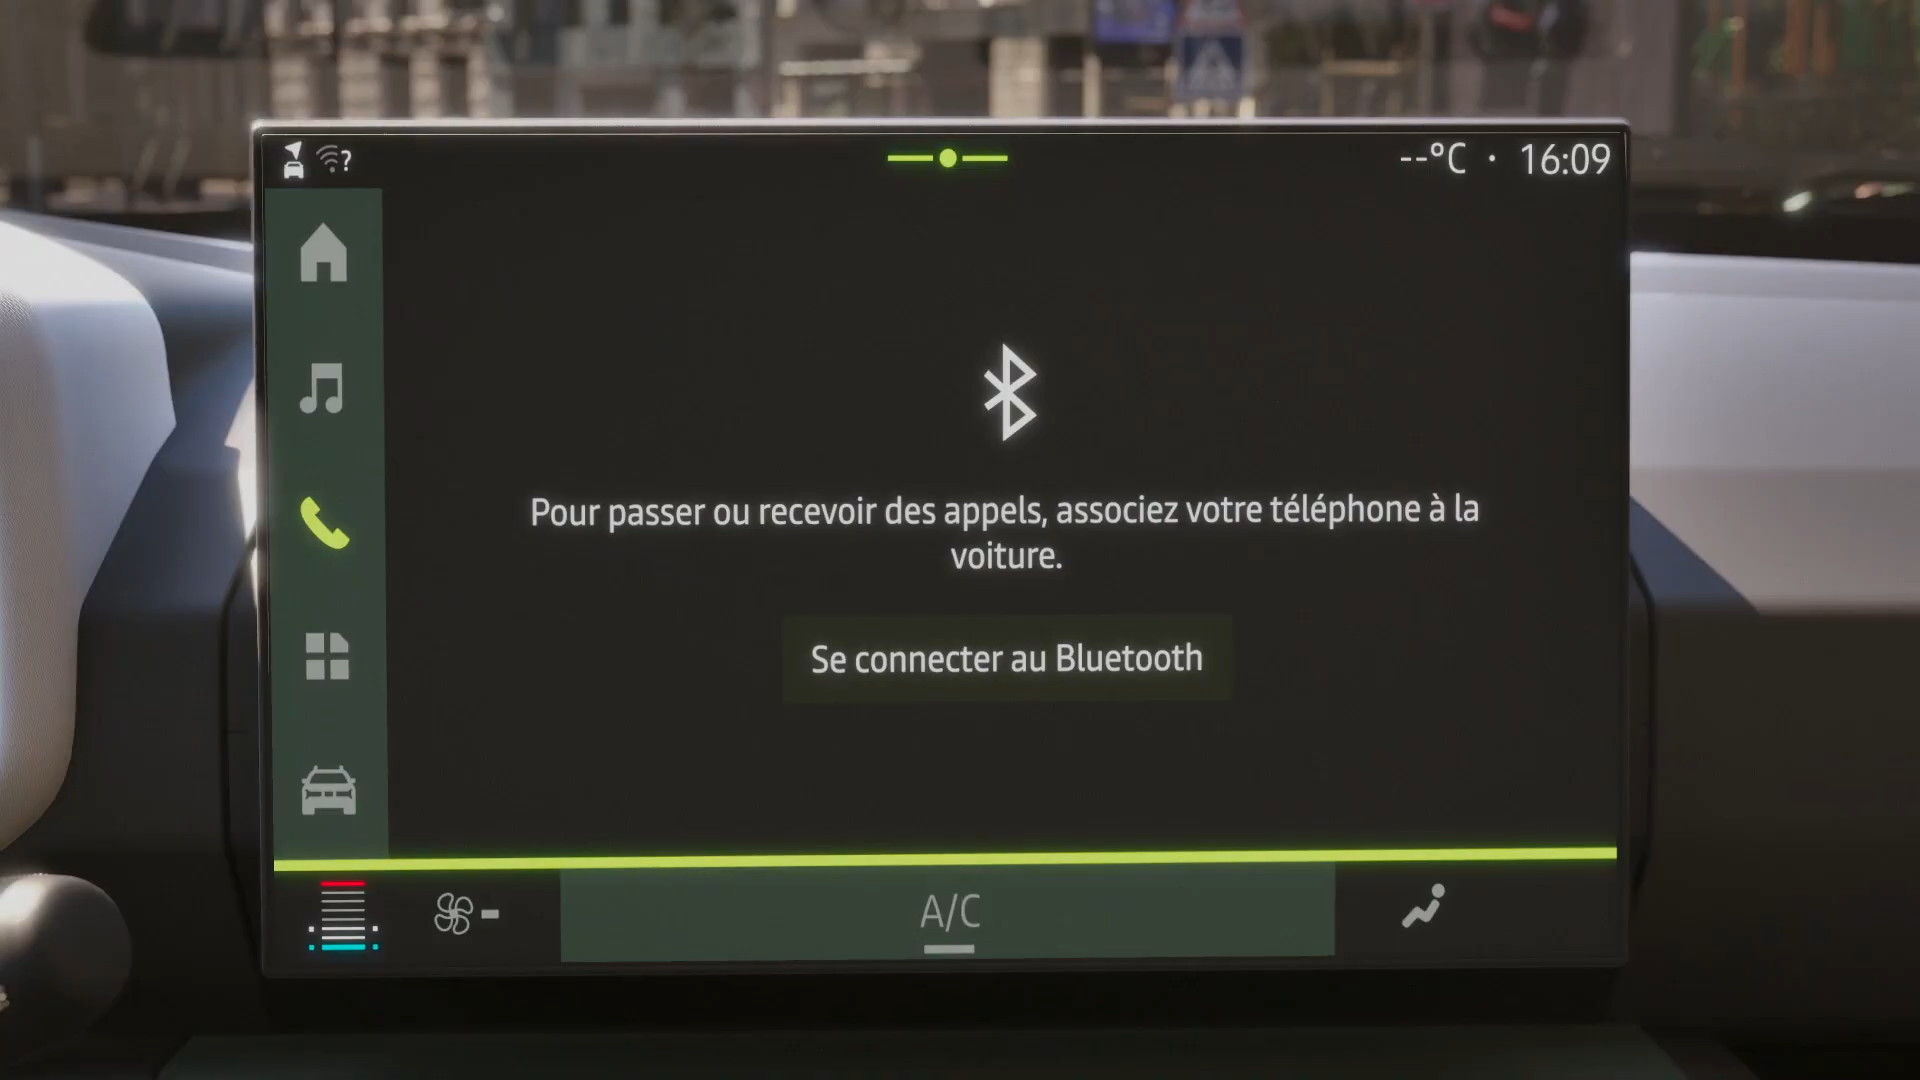 ?
--°C · 16:09
Pour passer ou recevoir des appels, associez votre téléphone à la
voiture.
Se connecter au Bluetooth
A/C